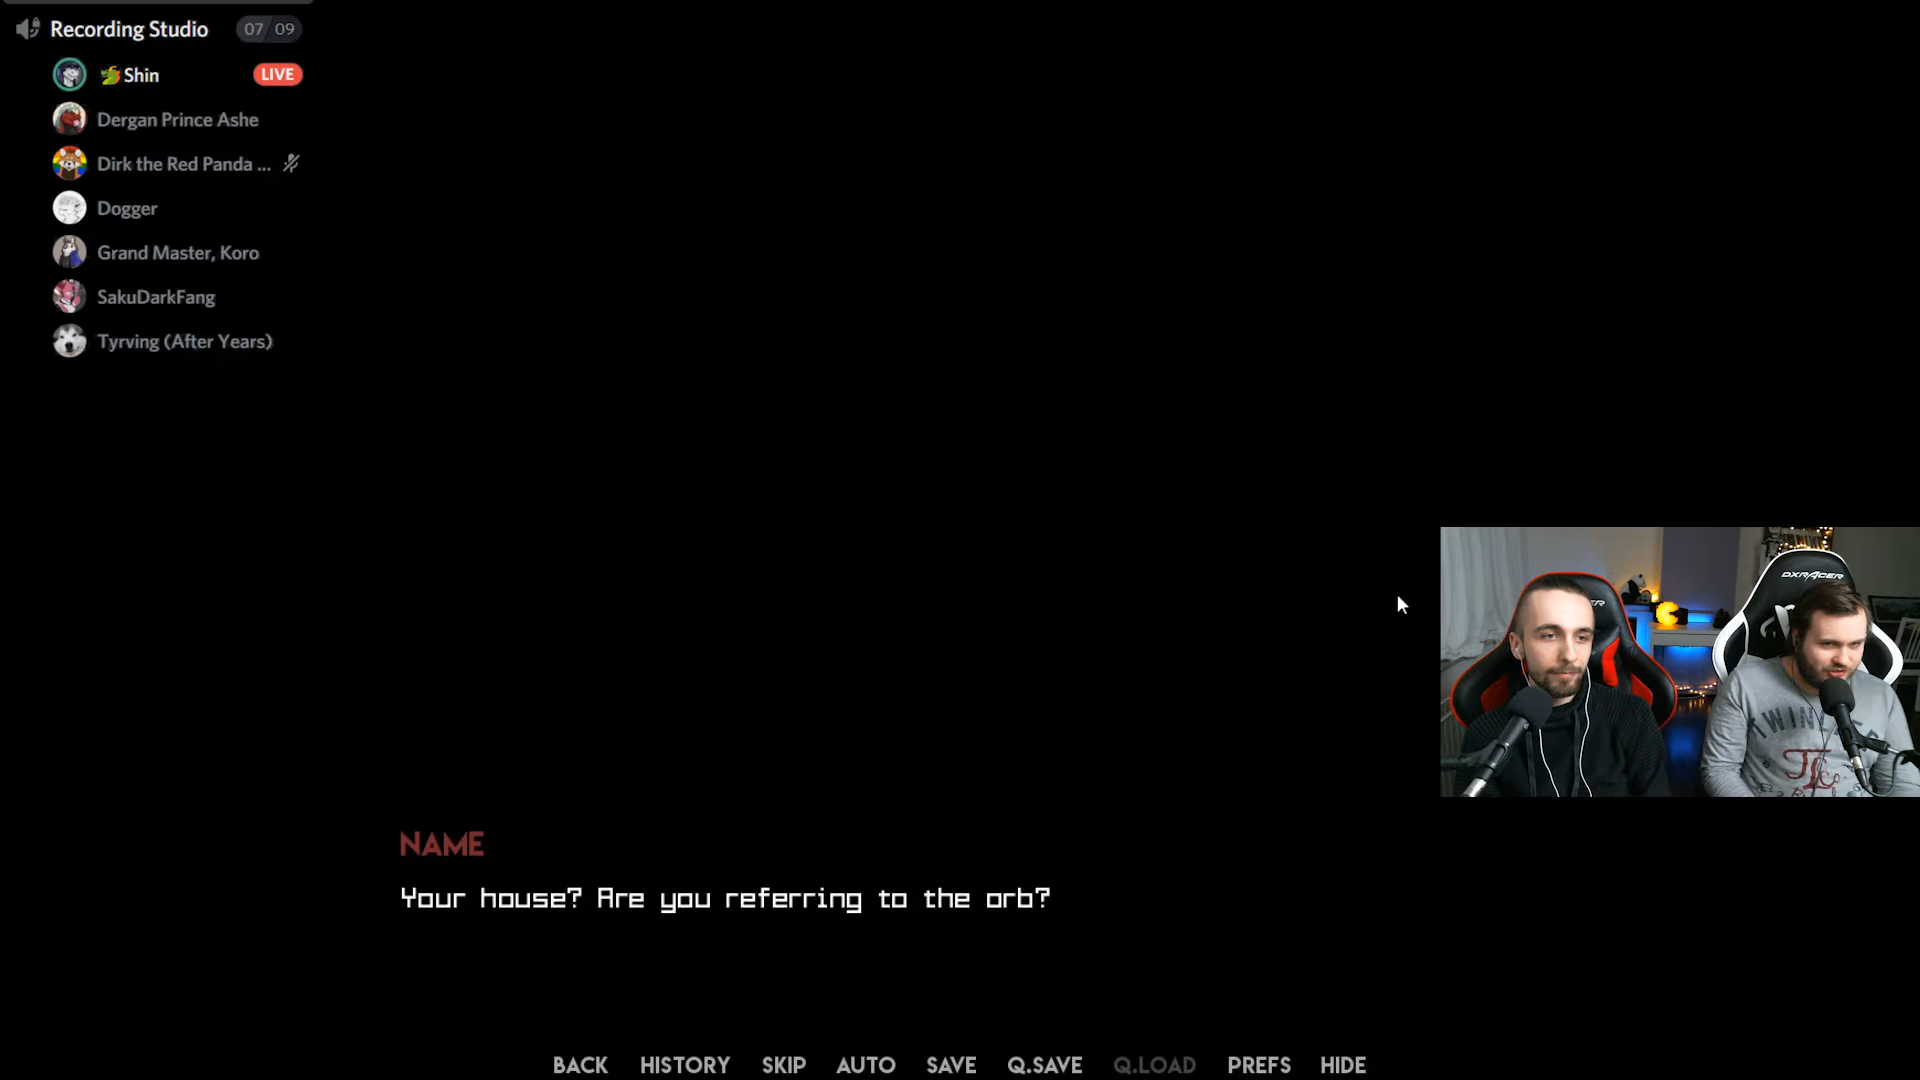 Recording Studio 07 09
Shin LIVE
Dergan Prince Ashe
Dirk the Red Panda ...
Dogger
Grand Master, Koro
SakuDarkFang
Tyrving (After Years)
DXRACER
NAME
Your house? Are you referring to the orb?
BACK HISTORY SKIP AUTO SAVE Q.SAVE Q.LOAD PREFS HIDE